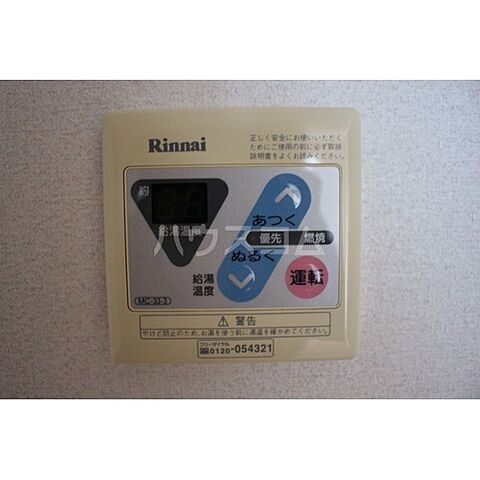 Rinnai
正しく安全にお使いいただく
ためにご使用の前に必ず取扱
説明書をよくお読みください。
約
給湯温度
あつく
優先 燃焼
ぬるく
給湯
温度
運転
MC-33-3
ハウスコム
⚠警告
やけど防止のため、お湯を使う前に湯温を確かめてください。
フリーダイヤル
0120-054321